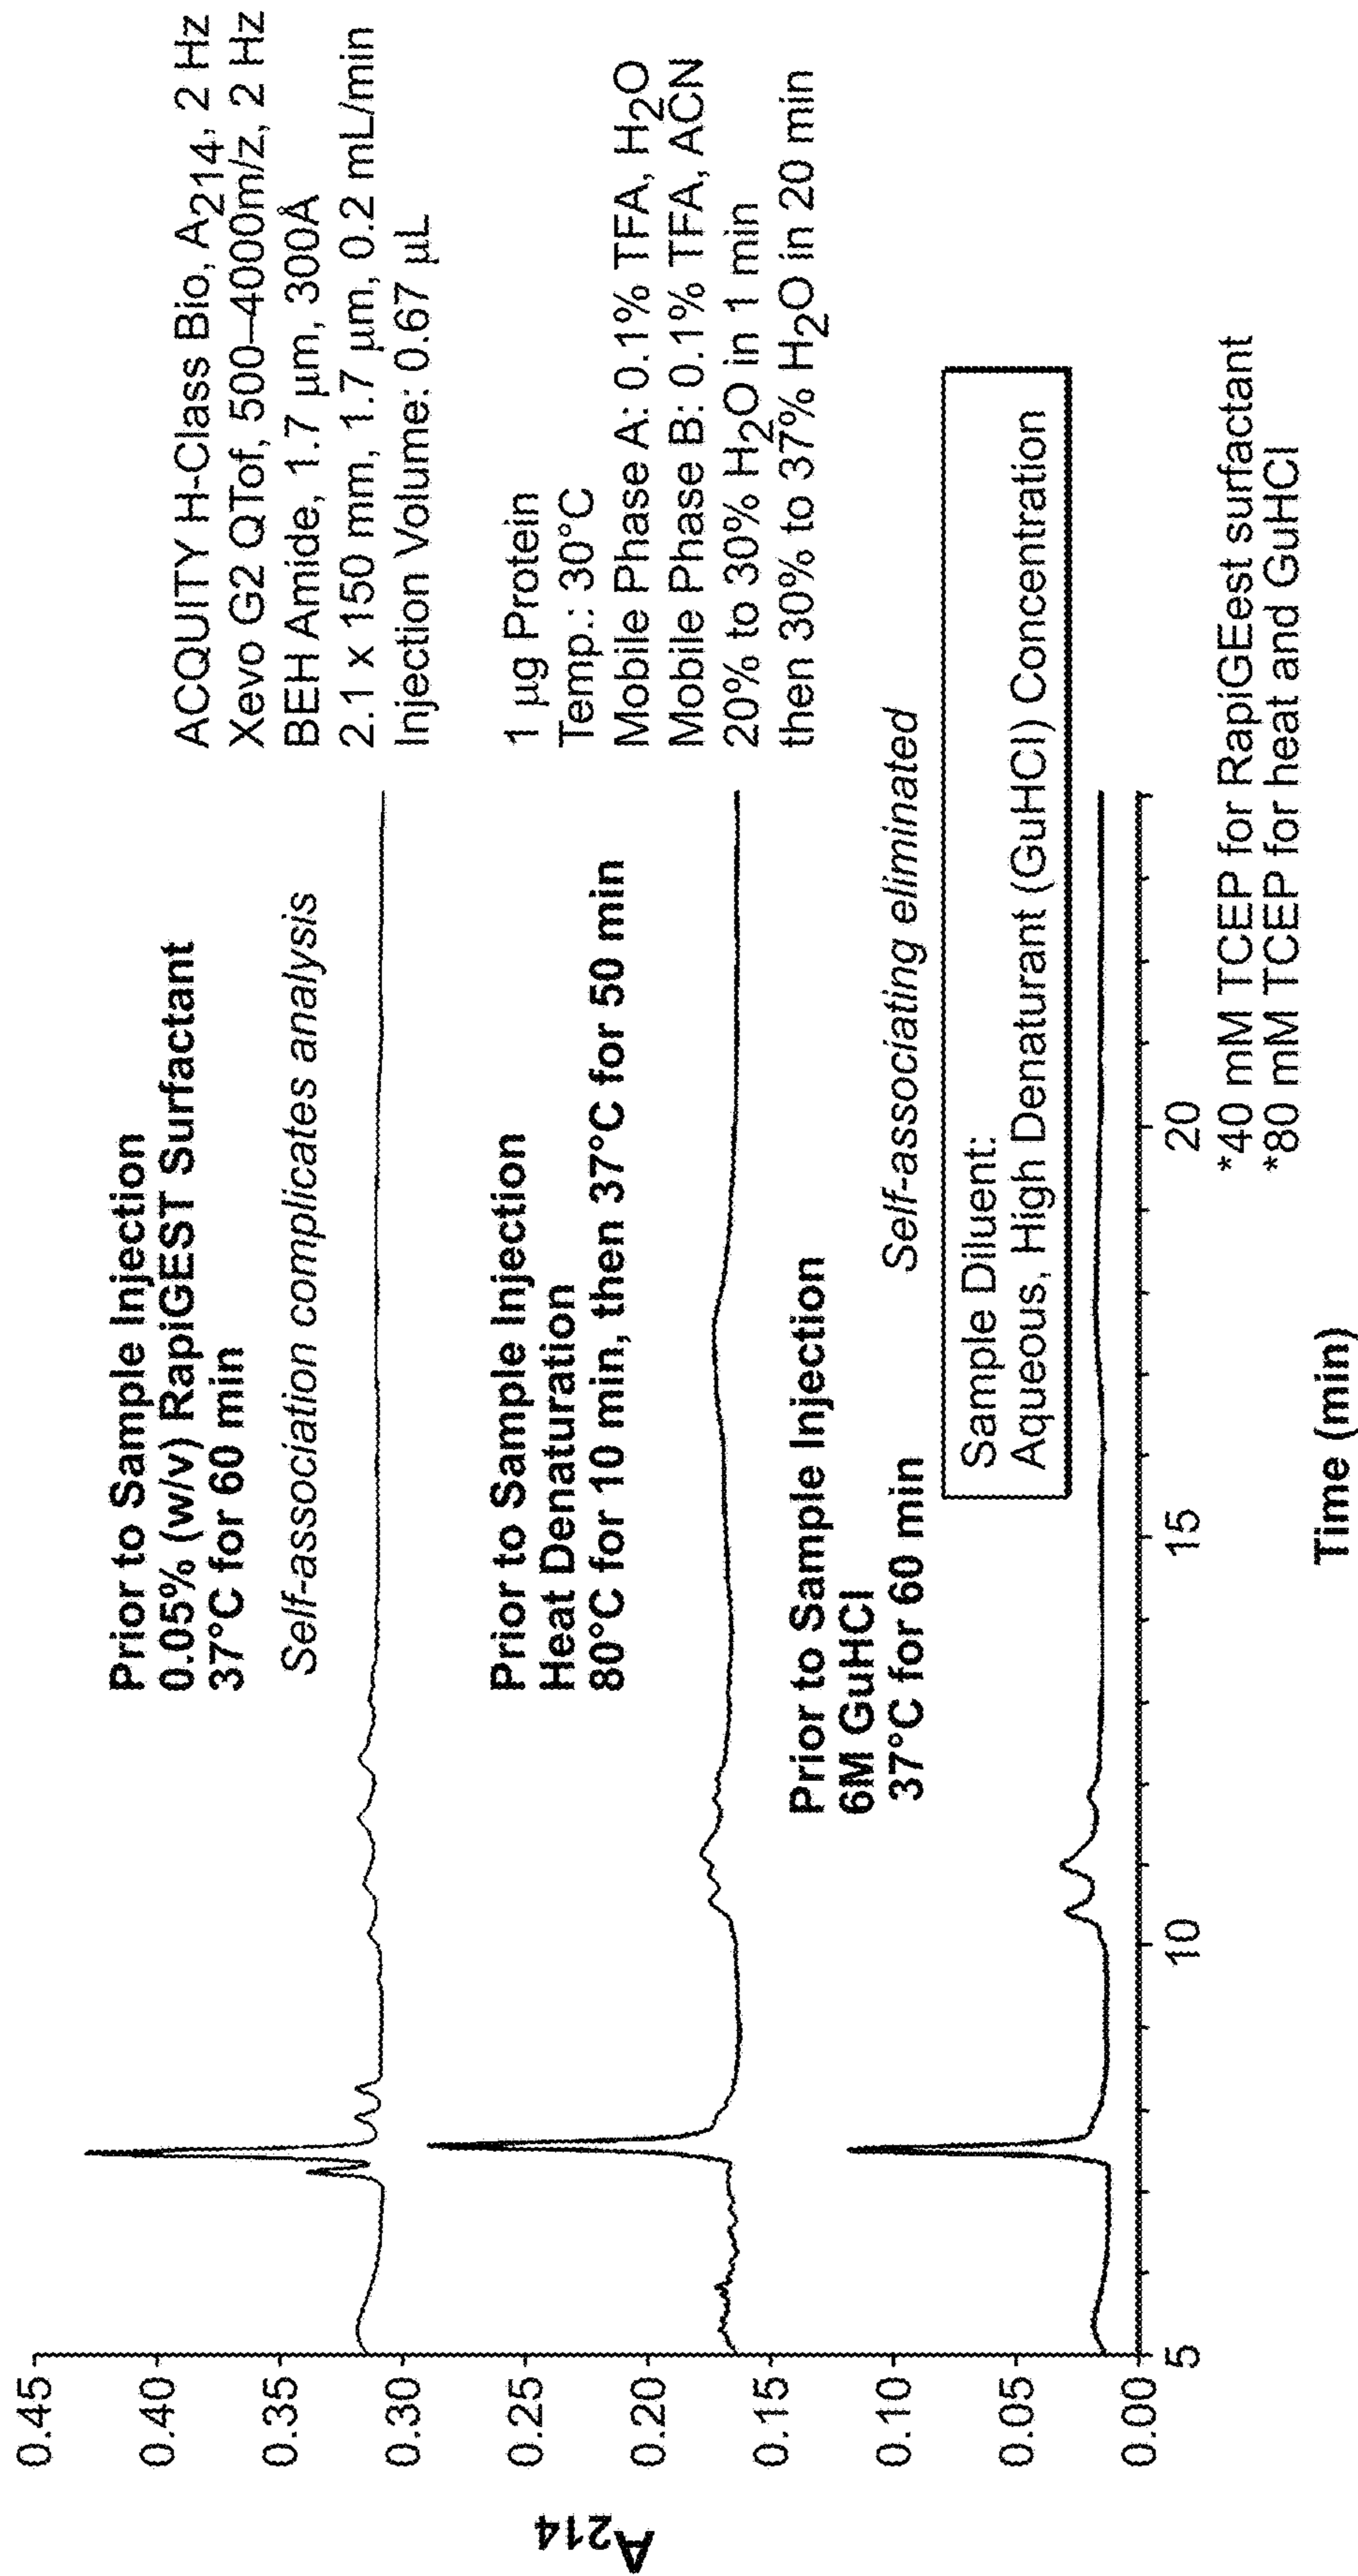 A214
0.45
0.40
0.35
0.30
0.25
0.20
0.15
0.10
0.05
0.00
5
10
15
20
Time (min)
Prior to Sample Injection
0.05% (w/v) RapiGEST Surfactant
37°C for 60 min
Self-association complicates analysis
Prior to Sample Injection
Heat Denaturation
80°C for 10 min, then 37°C for 50 min
Prior to Sample Injection
6M GuHCl
37°C for 60 min
Self-associating eliminated
Sample Diluent:
Aqueous, High Denaturant (GuHCl) Concentration
ACQUITY H-Class Bio, A214, 2 Hz
Xevo G2 QTof, 500–4000m/z, 2 Hz
BEH Amide, 1.7 µm, 300Å
2.1 x 150 mm, 1.7 µm, 0.2 mL/min
Injection Volume: 0.67 µL
1 µg Protein
Temp.: 30°C
Mobile Phase A: 0.1% TFA, H2O
Mobile Phase B: 0.1% TFA, ACN
20% to 30% H2O in 1 min
then 30% to 37% H2O in 20 min
*40 mM TCEP for RapiGEest surfactant
*80 mM TCEP for heat and GuHCl